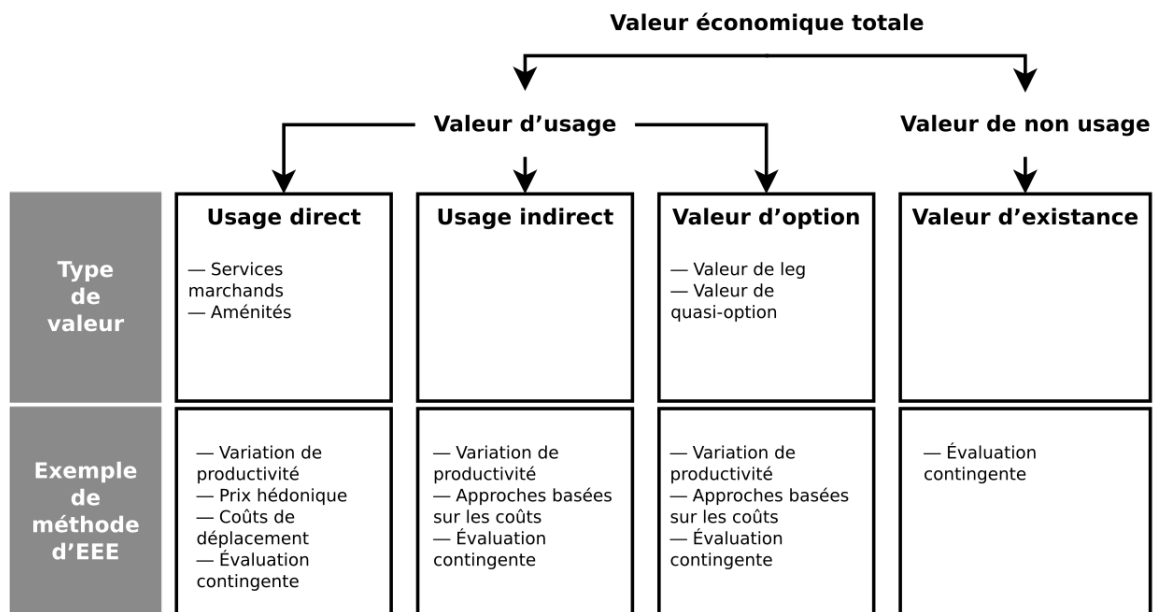 Valeur économique totale
Valeur d’usage
Valeur de non usage
Type
de
valeur
Usage direct
— Services
marchands
— Aménités
Usage indirect
Valeur d’option
— Valeur de leg
— Valeur de
quasi-option
Valeur d’existance
Exemple
de
méthode
d’EEE
— Variation de
productivité
— Prix hédonique
— Coûts de
déplacement
— Évaluation
contingente
— Variation de
productivité
— Approches basées
sur les coûts
— Évaluation
contingente
— Variation de
productivité
— Approches basées
sur les coûts
— Évaluation
contingente
— Évaluation
contingente